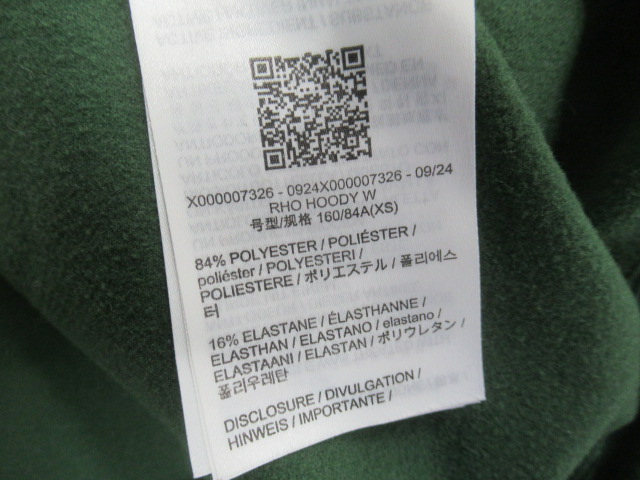 X000007326 - 0924X000007326 - 09/24
RHO HOODY W
号型/规格 160/84A(XS)
84% POLYESTER / POLIÉSTER /
poliéster / POLYESTERI /
POLIESTERE / ポリエステル / 폴리에스
터
16% ELASTANE / ÉLASTHANNE /
ELASTHAN / ELASTANO / elastano /
ELASTAANI / ELASTAN / ポリウレタン /
폴리우레탄
DISCLOSURE / DIVULGATION /
HINWEIS / IMPORTANTE /